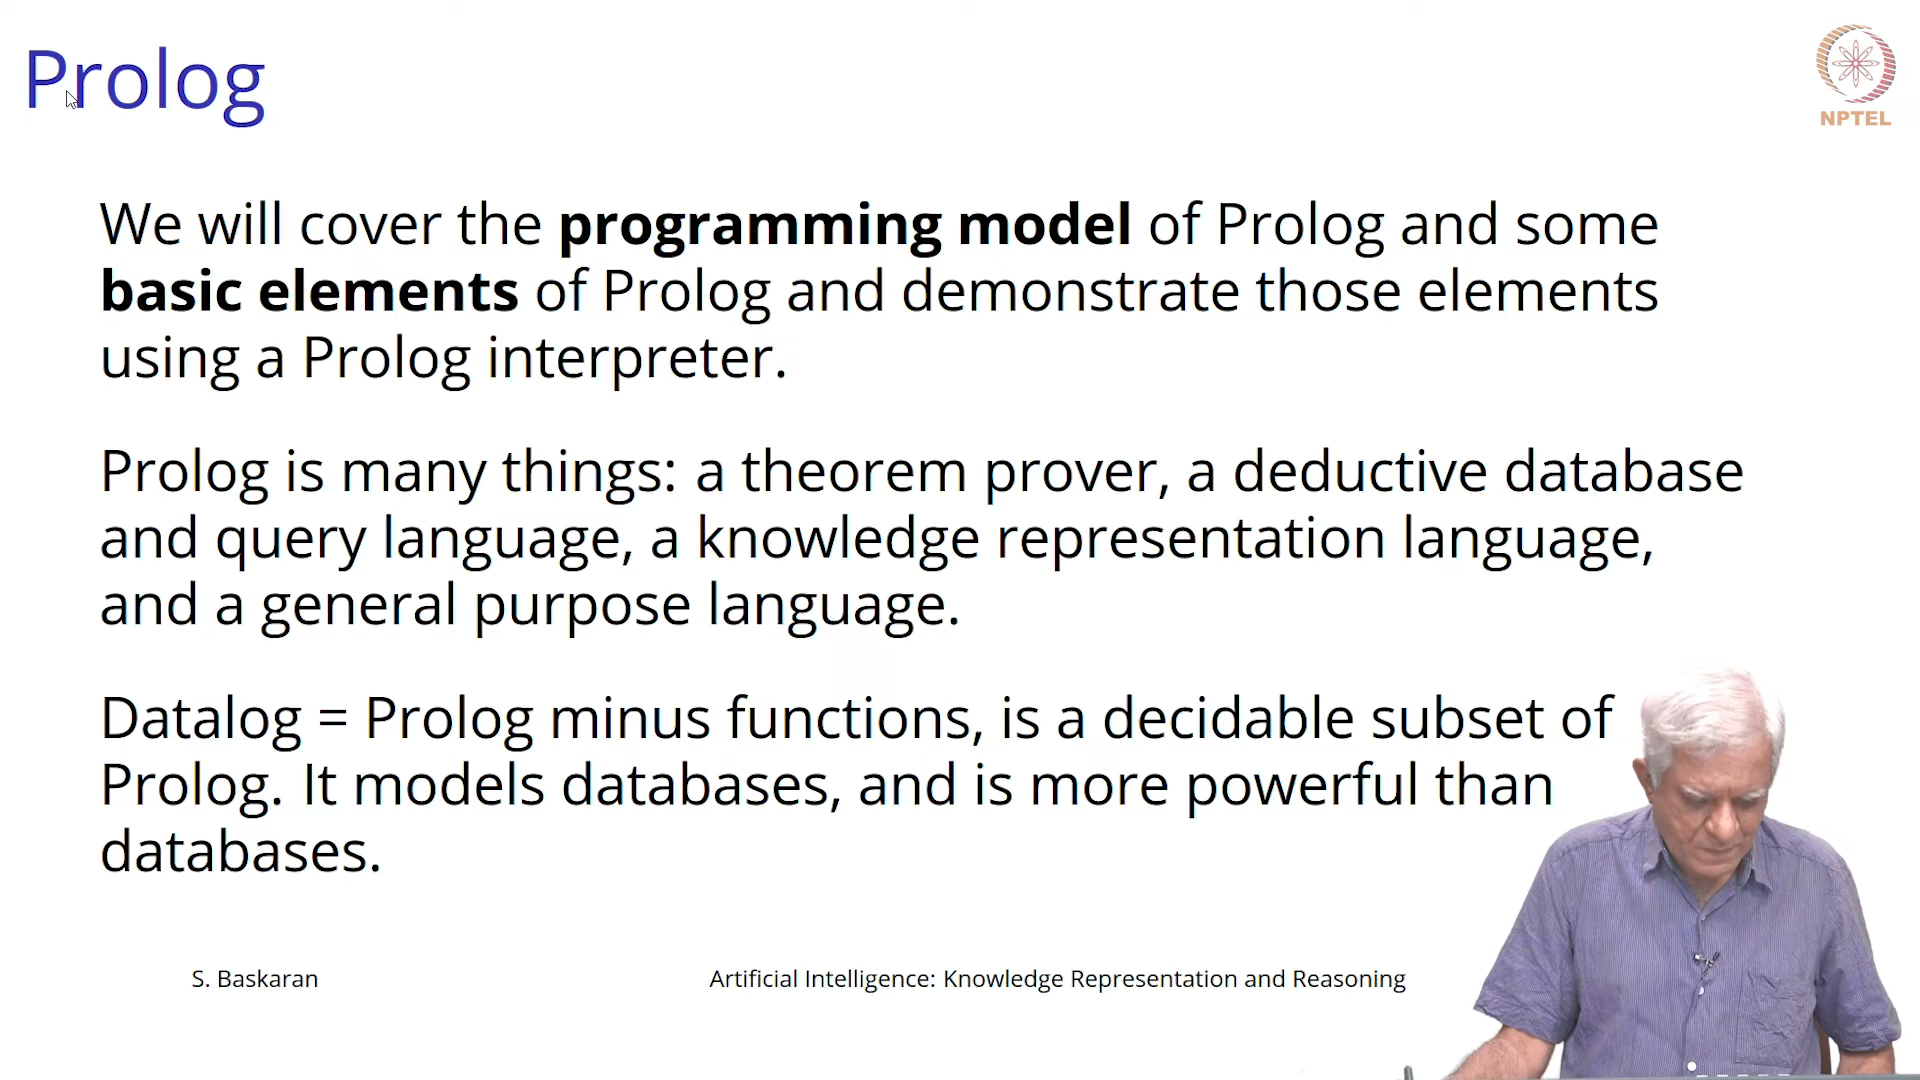 Prolog
NPTEL
We will cover the programming model of Prolog and some
basic elements of Prolog and demonstrate those elements
using a Prolog interpreter.
Prolog is many things: a theorem prover, a deductive database
and query language, a knowledge representation language,
and a general purpose language.
Datalog = Prolog minus functions, is a decidable subset of
Prolog. It models databases, and is more powerful than
databases.
S. Baskaran
Artificial Intelligence: Knowledge Representation and Reasoning